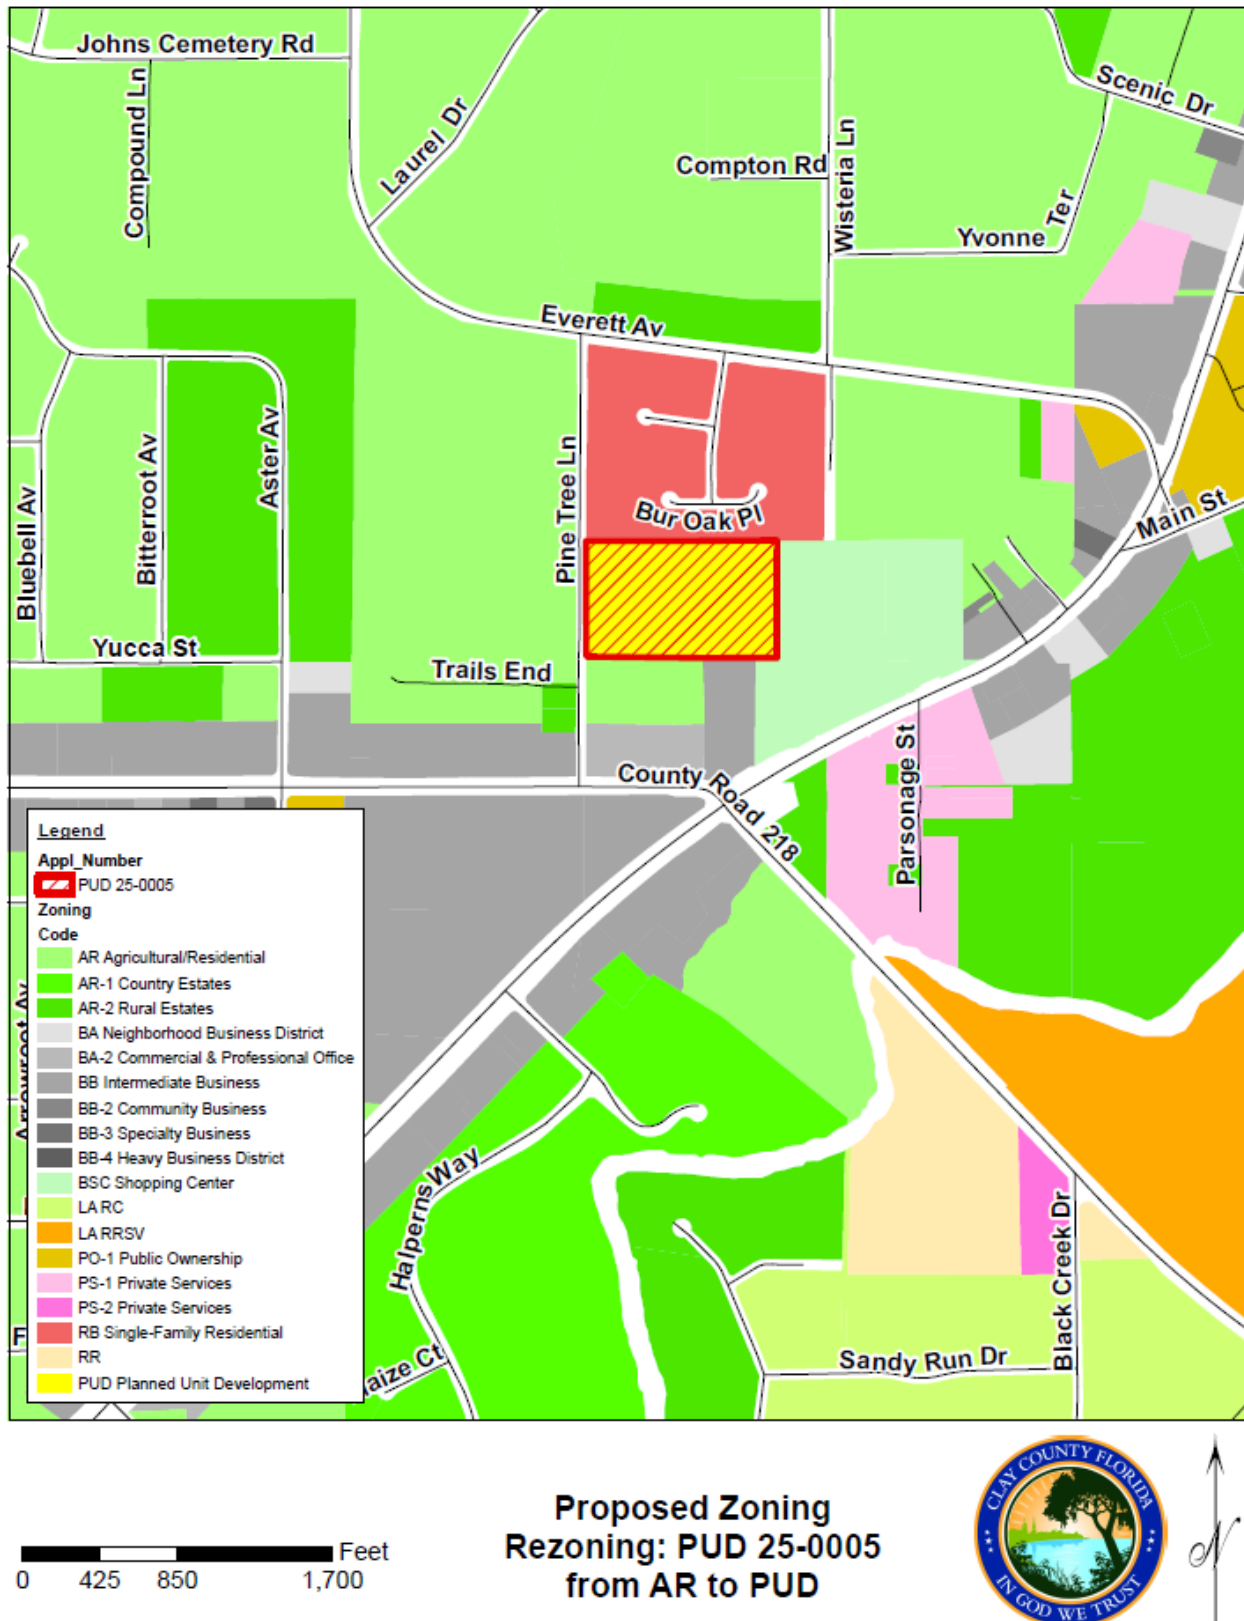 Johns Cemetery Rd
Compound Ln
Laurel Dr
Compton Rd
Wisteria Ln
Scenic Dr
Yvonne Ter
Everett Av
Bluebell Av
Bitterroot Av
Aster Av
Pine Tree Ln
Bur Oak Pl
Main St
Yucca St
Trails End
County Road 218
Parsonage St
Legend
Appl_Number
PUD 25-0005
Zoning
Code
AR Agricultural/Residential
AR-1 Country Estates
AR-2 Rural Estates
BA Neighborhood Business District
BA-2 Commercial & Professional Office
BB Intermediate Business
BB-2 Community Business
BB-3 Specialty Business
BB-4 Heavy Business District
BSC Shopping Center
LA RC
LA RRSV
PO-1 Public Ownership
PS-1 Private Services
PS-2 Private Services
RB Single-Family Residential
RR
PUD Planned Unit Development
Arrowroot Av
F
Halperns Way
aize Ct
Black Creek Dr
Sandy Run Dr
Feet
0 425 850 1,700
Proposed Zoning
Rezoning: PUD 25-0005
from AR to PUD
CLAY COUNTY FLORIDA
IN GOD WE TRUST
N